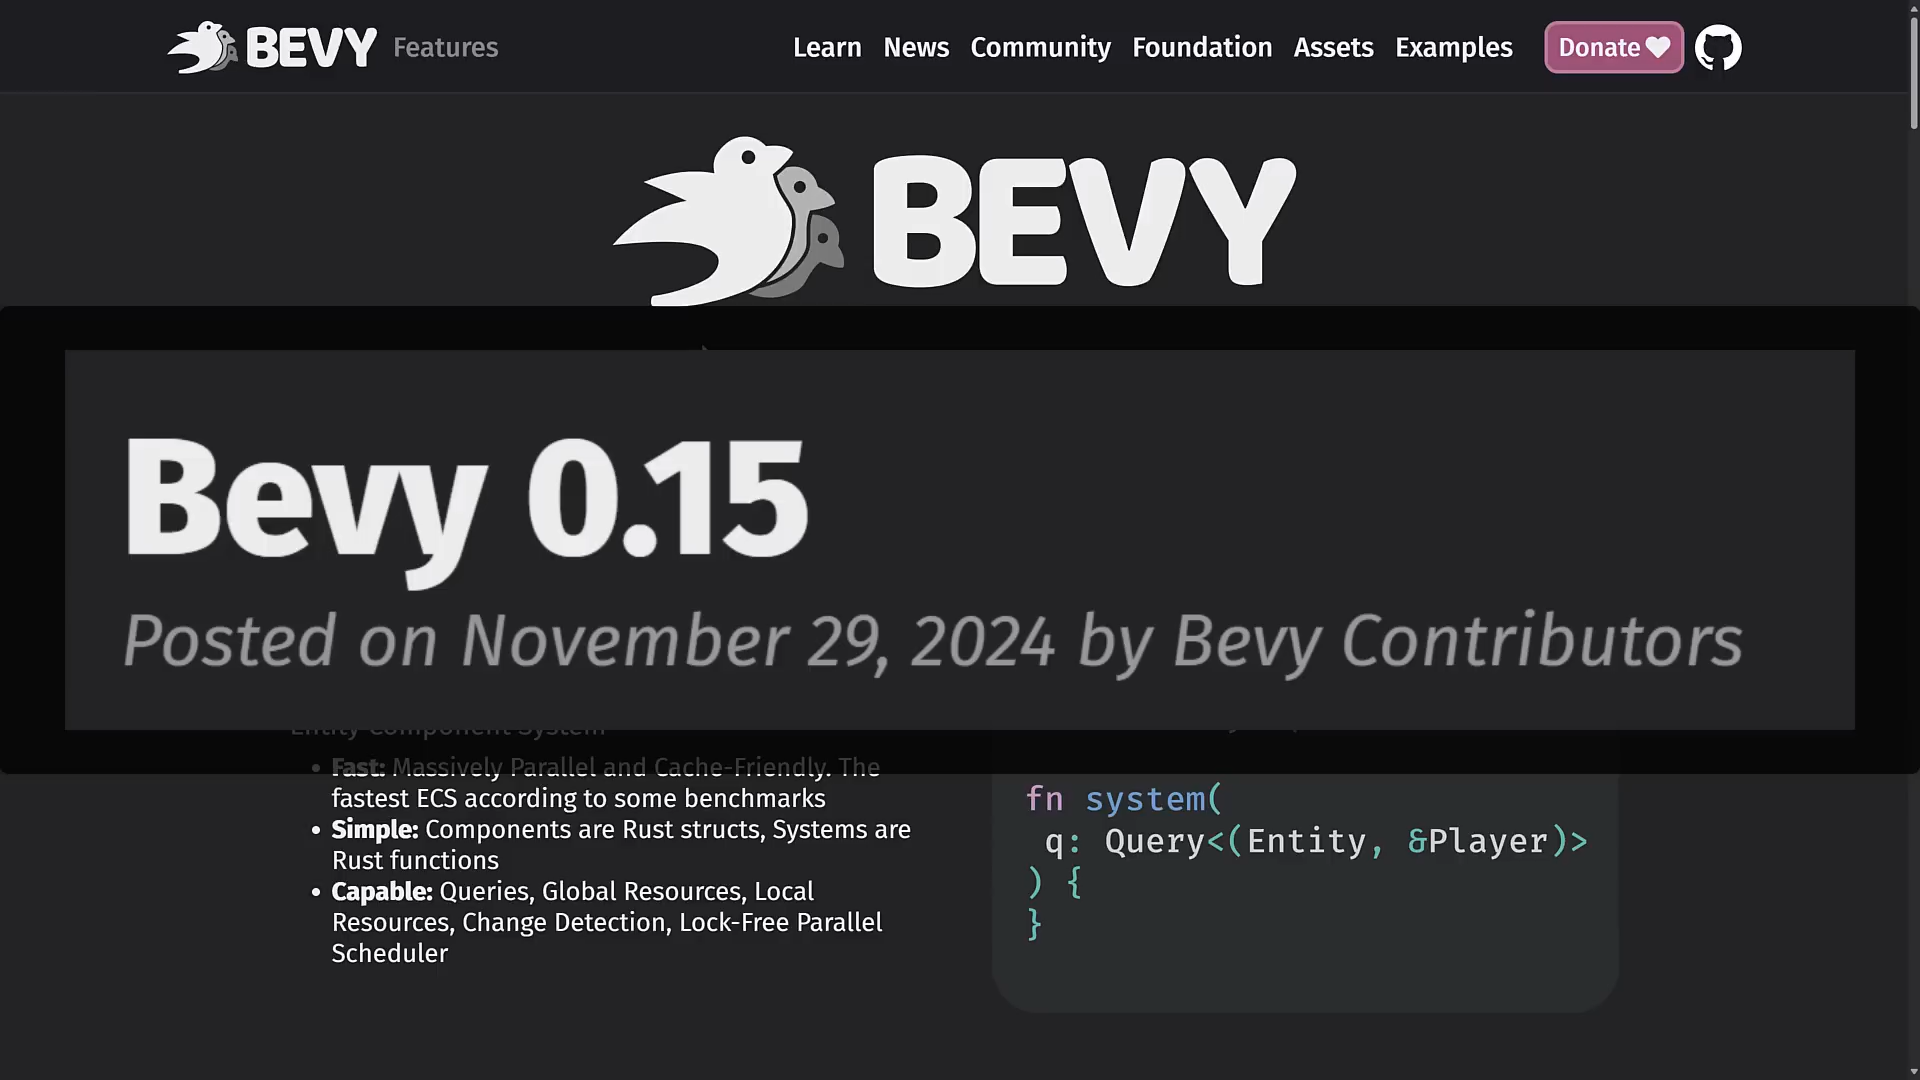 BEVY Features Learn News Community Foundation Assets Examples Donate
BEVY
Bevy 0.15
Posted on November 29, 2024 by Bevy Contributors
Entity Component System
• Fast: Massively Parallel and Cache-Friendly. The
fastest ECS according to some benchmarks
• Simple: Components are Rust structs, Systems are
Rust functions
• Capable: Queries, Global Resources, Local
Resources, Change Detection, Lock-Free Parallel
Scheduler
fn system(
q: Query<(Entity, &Player)>
) {
}